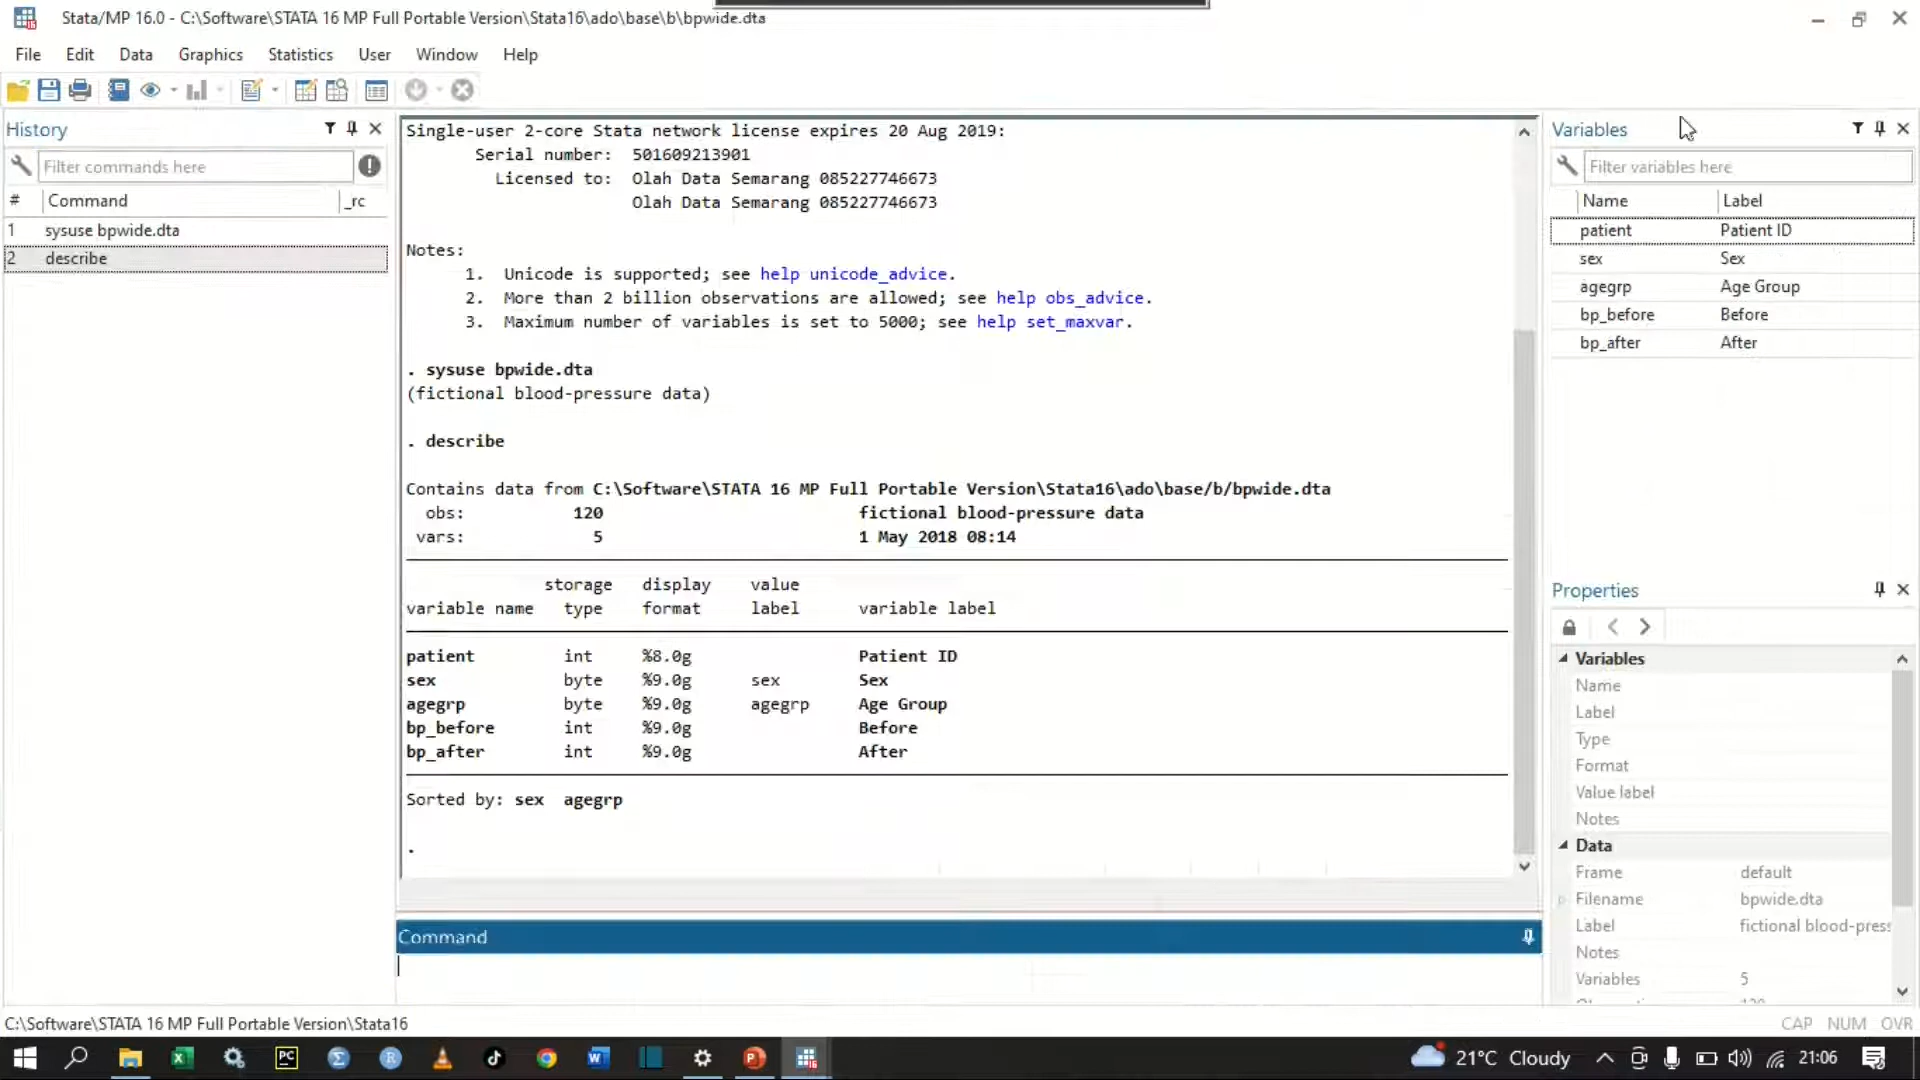 Stata/MP 16.0 - C:\Software\STATA 16 MP Full Portable Version\Stata16\ado\base\b\bpwide.dta
File Edit Data Graphics Statistics User Window Help
History
Filter commands here
# Command _rc
1 sysuse bpwide.dta
2 describe
Single-user 2-core Stata network license expires 20 Aug 2019:
Serial number: 501609213901
Licensed to: Olah Data Semarang 085227746673
Olah Data Semarang 085227746673
Notes:
1. Unicode is supported; see help unicode_advice.
2. More than 2 billion observations are allowed; see help obs_advice.
3. Maximum number of variables is set to 5000; see help set_maxvar.
. sysuse bpwide.dta
(fictional blood-pressure data)
. describe
Contains data from C:\Software\STATA 16 MP Full Portable Version\Stata16\ado\base/b/bpwide.dta
obs: 120 fictional blood-pressure data
vars: 5 1 May 2018 08:14
storage display value
variable name type format label variable label
patient int %8.0g Patient ID
sex byte %9.0g sex Sex
agegrp byte %9.0g agegrp Age Group
bp_before int %9.0g Before
bp_after int %9.0g After
Sorted by: sex agegrp
.
Command
Variables
Filter variables here
Name Label
patient Patient ID
sex Sex
agegrp Age Group
bp_before Before
bp_after After
Properties
Variables
Name
Label
Type
Format
Value label
Notes
Data
Frame default
Filename bpwide.dta
Label fictional blood-press
Notes
Variables 5
C:\Software\STATA 16 MP Full Portable Version\Stata16
CAP NUM OVR
21°C Cloudy 21:06